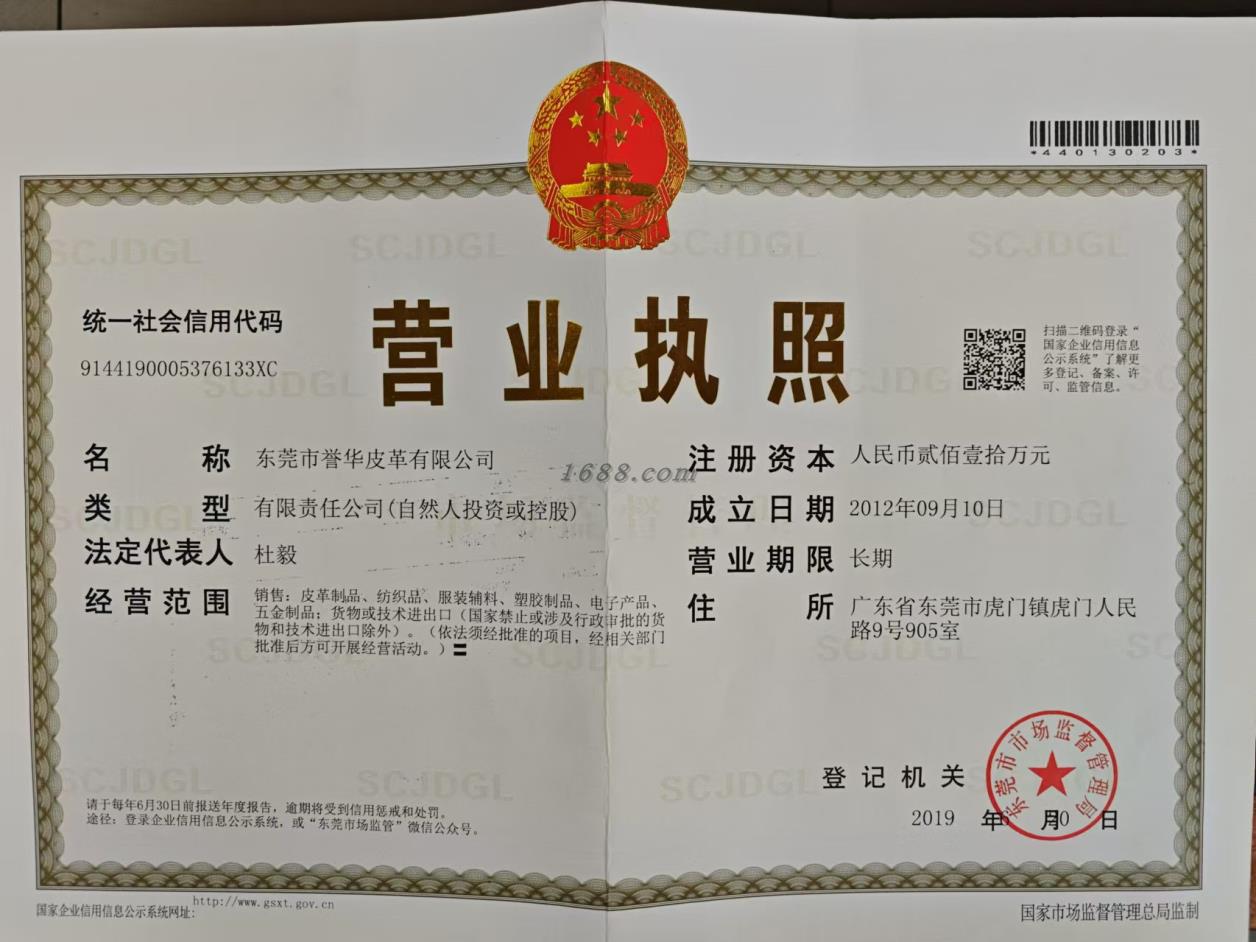 *440130203*
统一社会信用代码
9144190005376133XC
营业执照
扫描二维码登录“
国家企业信用信息
公示系统”了解更
多登记、备案、许
可、监管信息。
名 称 东莞市誉华皮革有限公司
类 型 有限责任公司(自然人投资或控股)
法定代表人 杜毅
经营范围 销售：皮革制品、纺织品、服装辅料、塑胶制品、电子产品、
五金制品；货物或技术进出口（国家禁止或涉及行政审批的货
物和技术进出口除外）。（依法须经批准的项目，经相关部门
批准后方可开展经营活动。）〓
注册资本 人民币贰佰壹拾万元
成立日期 2012年09月10日
营业期限 长期
住 所 广东省东莞市虎门镇虎门人民
路9号905室
1688.com
登记机关
东莞市市场监督管理局
2019 年 月 日
请于每年6月30日前报送年度报告，逾期将受到信用惩戒和处罚。
途径：登录企业信用信息公示系统，或“东莞市场监管”微信公众号。
国家企业信用信息公示系统网址: http://www.gsxt.gov.cn
国家市场监督管理总局监制
SCJDGL